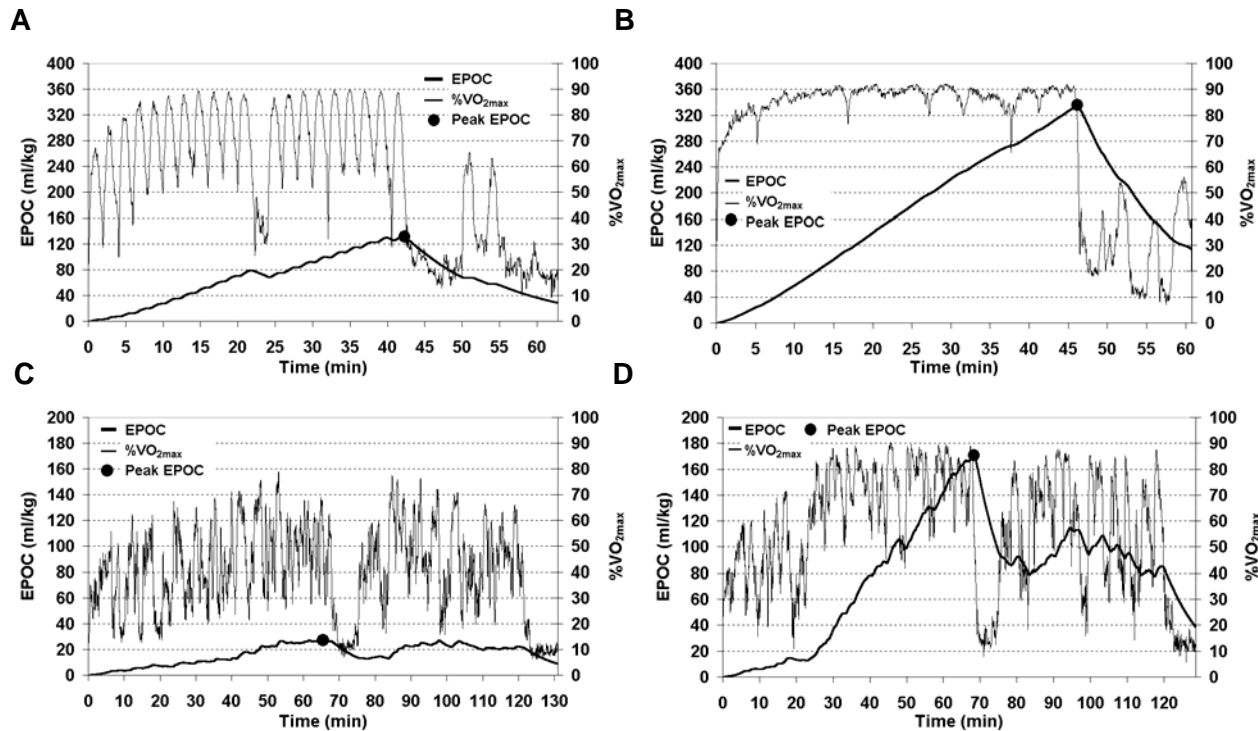 A
EPOC (ml/kg)
400
360
320
280
240
200
160
120
80
40
0
EPOC
%VO2max
Peak EPOC
100
90
80
70
60
50
40
30
20
10
0
%VO2max
0 5 10 15 20 25 30 35 40 45 50 55 60
Time (min)
B
EPOC (ml/kg)
400
360
320
280
240
200
160
120
80
40
0
EPOC
%VO2max
Peak EPOC
100
90
80
70
60
50
40
30
20
10
0
%VO2max
0 5 10 15 20 25 30 35 40 45 50 55 60
Time (min)
C
EPOC (ml/kg)
200
180
160
140
120
100
80
60
40
20
0
EPOC
%VO2max
Peak EPOC
100
90
80
70
60
50
40
30
20
10
0
%VO2max
0 10 20 30 40 50 60 70 80 90 100 110 120 130
Time (min)
D
EPOC (ml/kg)
200
180
160
140
120
100
80
60
40
20
0
EPOC Peak EPOC
%VO2max
100
90
80
70
60
50
40
30
20
10
0
%VO2max
0 10 20 30 40 50 60 70 80 90 100 110 120
Time (min)